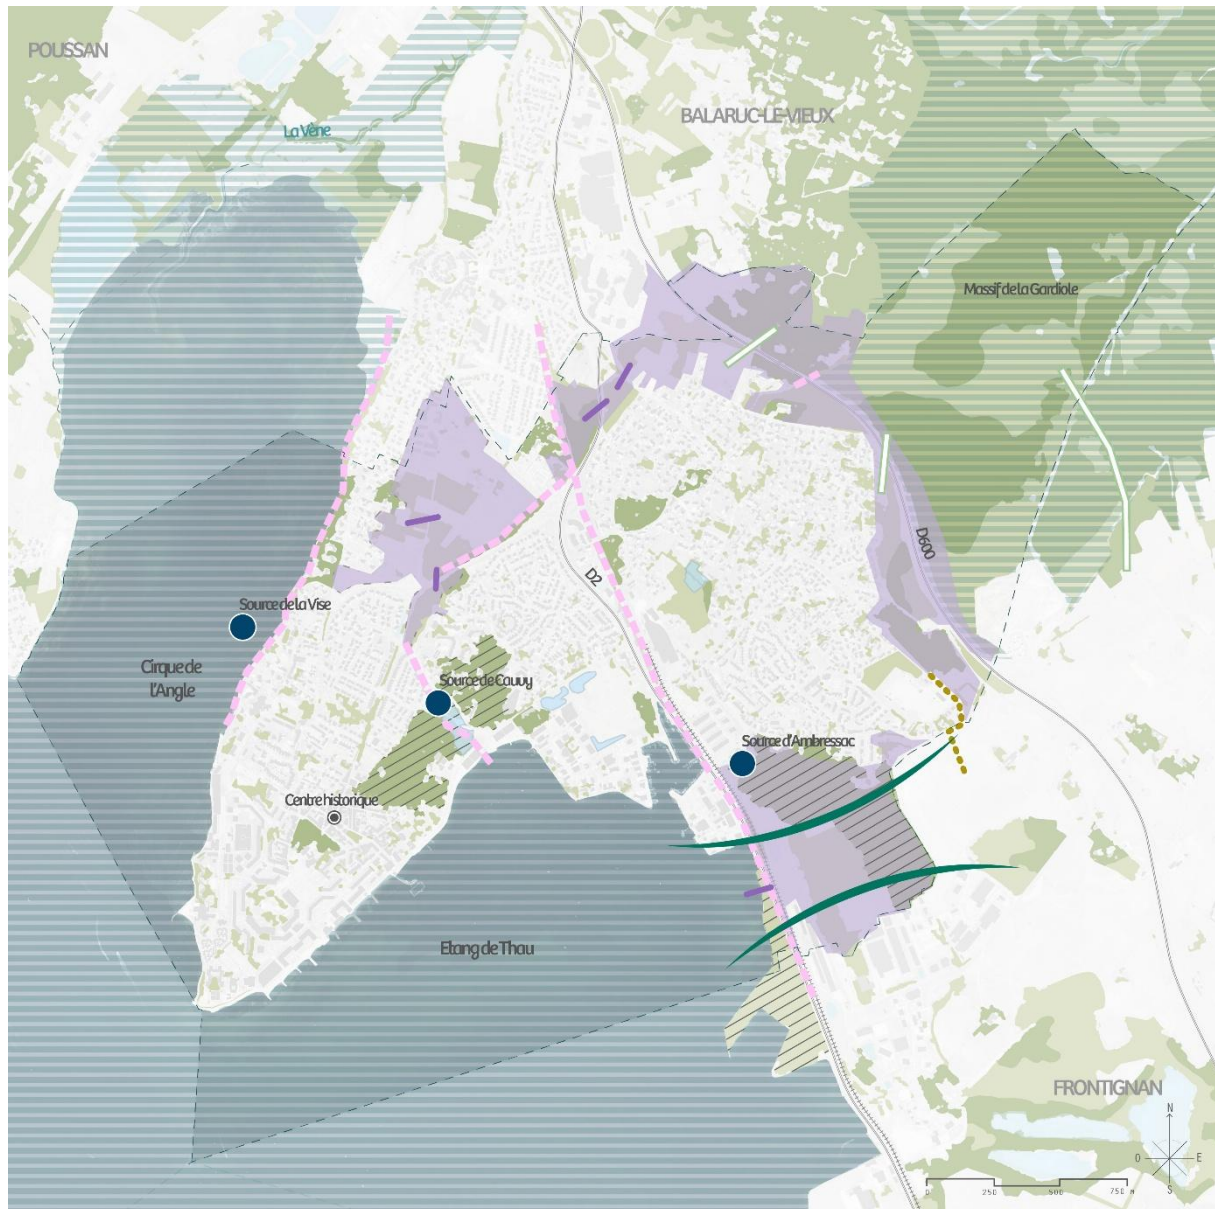 POUSSAN
BALARUC-LE-VIEUX
La Vène
Massif de la Gardiole
D600
D2
Source de la Vise
Cirque de
l'Angle
Source de Cauvy
Source d'Ambressac
Centre historique
Etang de Thau
FRONTIGNAN
N
O
E
S
0 250 500 750 M